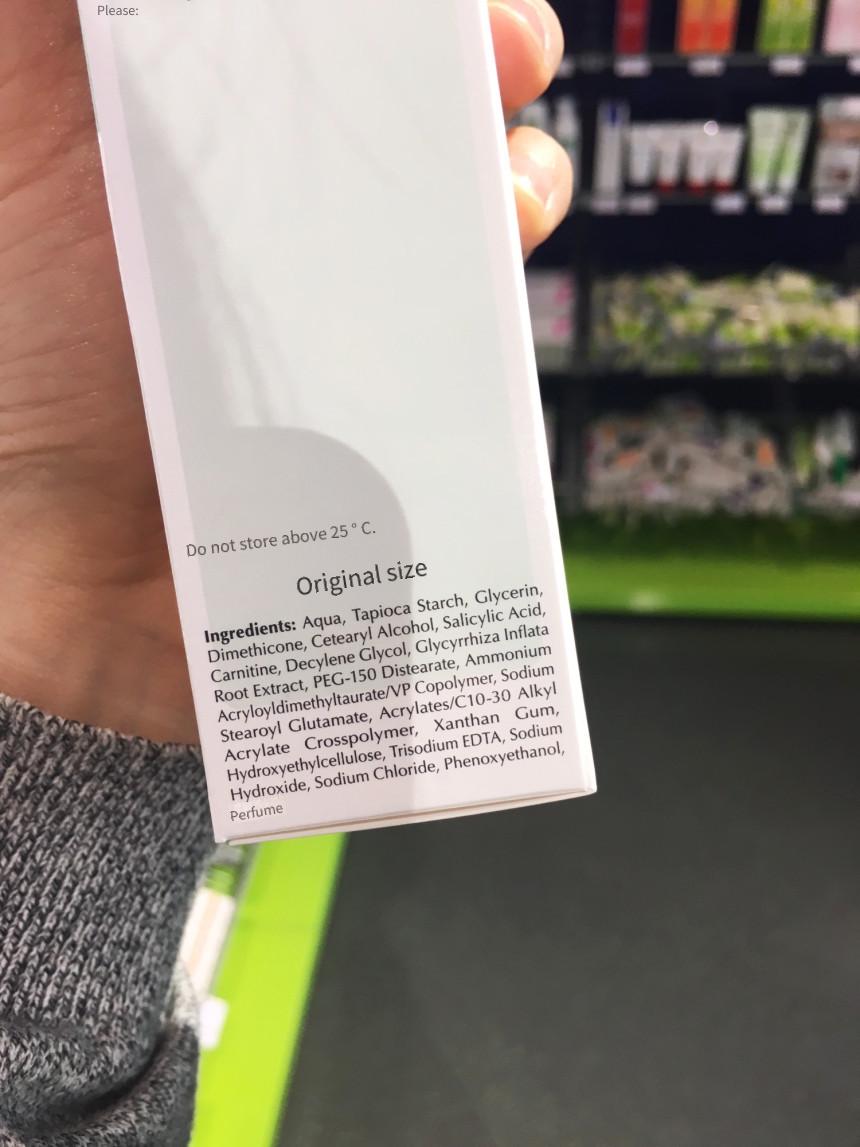 Please:
Do not store above 25 ° C.
Original size
Ingredients: Aqua, Tapioca Starch, Glycerin,
Dimethicone, Cetearyl Alcohol, Salicylic Acid,
Carnitine, Decylene Glycol, Glycyrrhiza Inflata
Root Extract, PEG-150 Distearate, Ammonium
Acryloyldimethyltaurate/VP Copolymer, Sodium
Stearoyl Glutamate, Acrylates/C10-30 Alkyl
Acrylate Crosspolymer, Xanthan Gum,
Hydroxyethylcellulose, Trisodium EDTA, Sodium
Hydroxide, Sodium Chloride, Phenoxyethanol,
Perfume